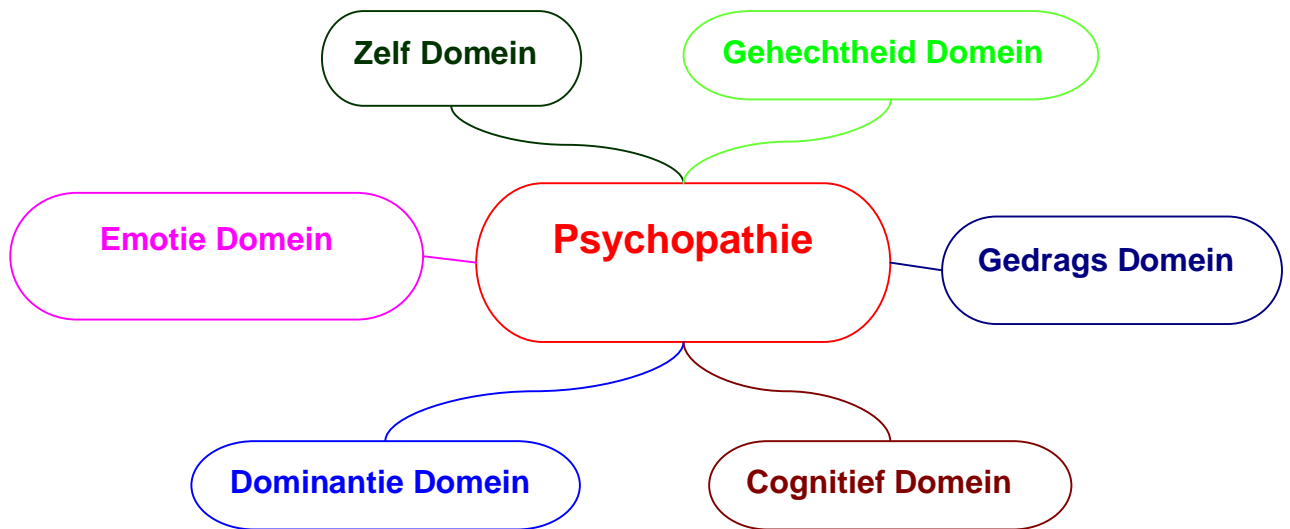 Zelf Domein
Gehechtheid Domein
Emotie Domein
Psychopathie
Gedrags Domein
Dominantie Domein
Cognitief Domein